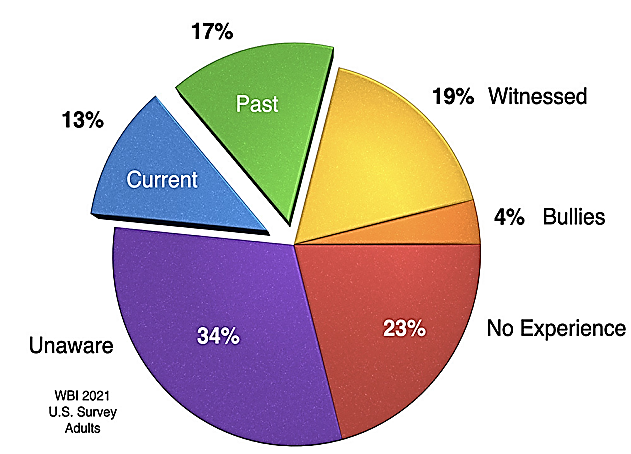 17%
Past
19% Witnessed
13%
Current
4% Bullies
34%
23%
No Experience
Unaware
WBI 2021
U.S. Survey
Adults